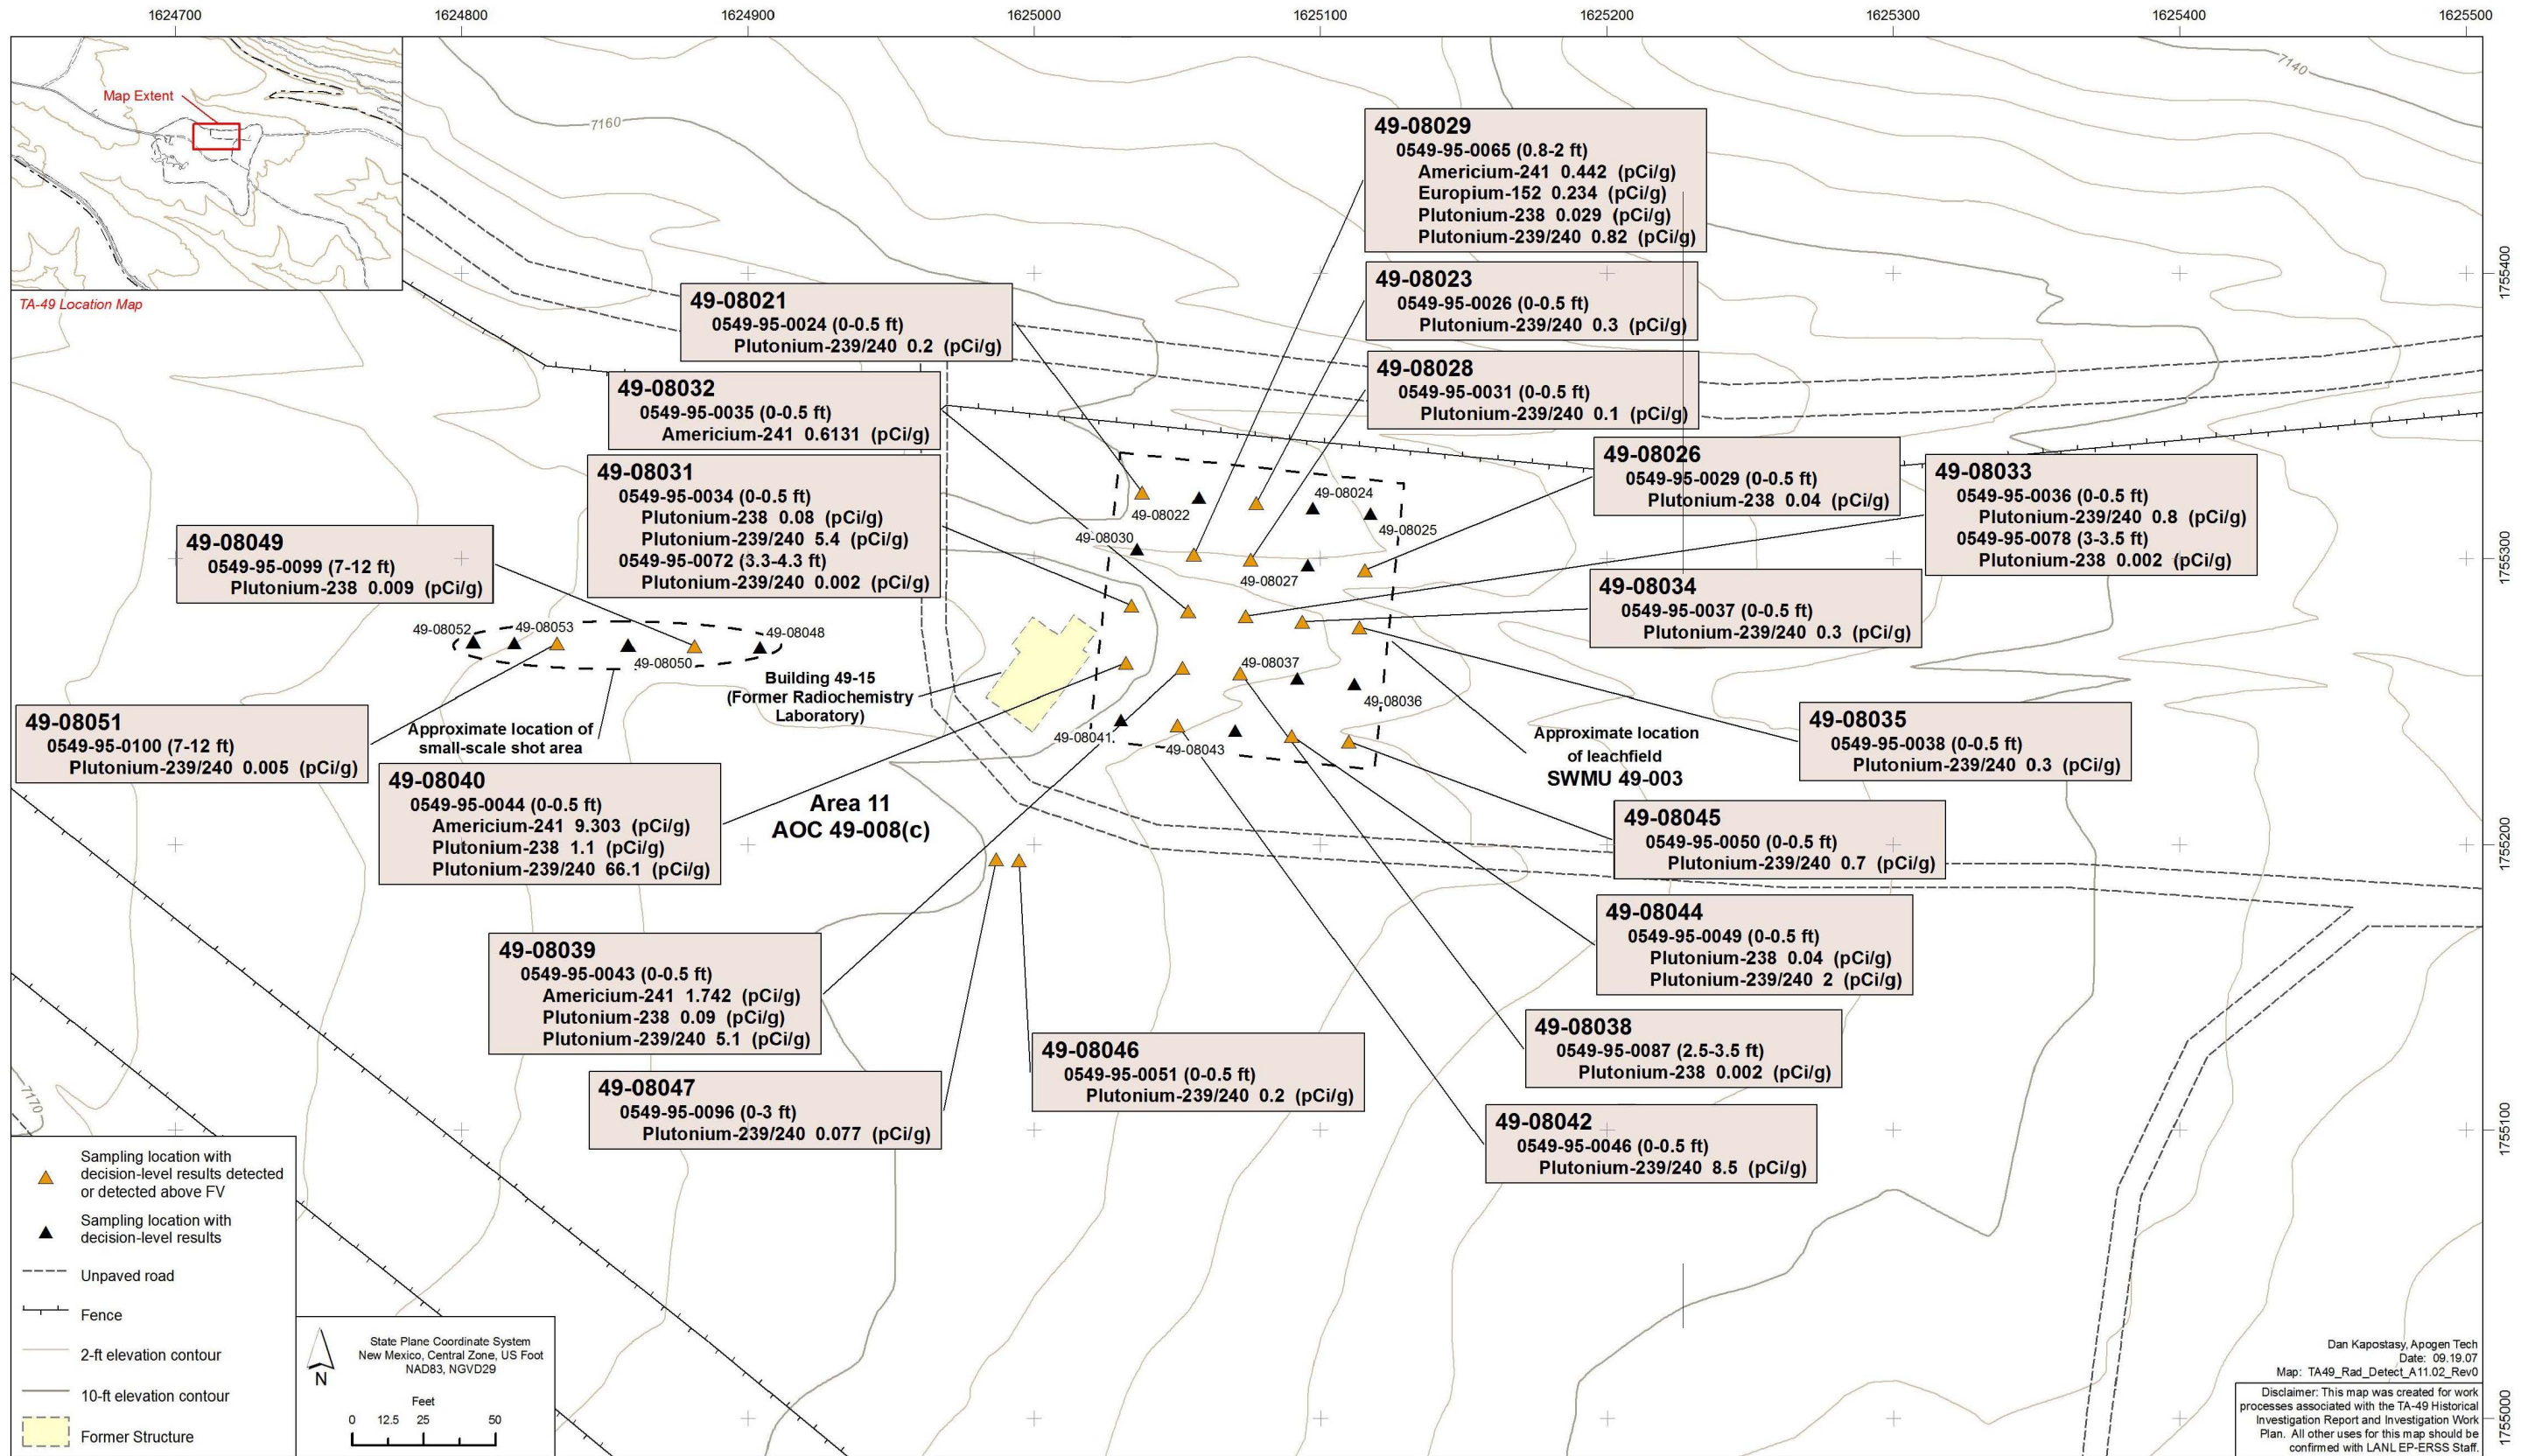 1624700
1624800
1624900
1625000
1625100
1625200
1625300
1625400
1625500
Map Extent
TA-49 Location Map
7160
7140
1755400
1755300
1755200
1755100
1755000
49-08029
0549-95-0065 (0.8-2 ft)
Americium-241 0.442 (pCi/g)
Europium-152 0.234 (pCi/g)
Plutonium-238 0.029 (pCi/g)
Plutonium-239/240 0.82 (pCi/g)
49-08023
0549-95-0026 (0-0.5 ft)
Plutonium-239/240 0.3 (pCi/g)
49-08021
0549-95-0024 (0-0.5 ft)
Plutonium-239/240 0.2 (pCi/g)
49-08028
0549-95-0031 (0-0.5 ft)
Plutonium-239/240 0.1 (pCi/g)
49-08032
0549-95-0035 (0-0.5 ft)
Americium-241 0.6131 (pCi/g)
49-08026
0549-95-0029 (0-0.5 ft)
Plutonium-238 0.04 (pCi/g)
49-08033
0549-95-0036 (0-0.5 ft)
Plutonium-239/240 0.8 (pCi/g)
0549-95-0078 (3-3.5 ft)
Plutonium-238 0.002 (pCi/g)
49-08031
0549-95-0034 (0-0.5 ft)
Plutonium-238 0.08 (pCi/g)
Plutonium-239/240 5.4 (pCi/g)
0549-95-0072 (3.3-4.3 ft)
Plutonium-239/240 0.002 (pCi/g)
49-08024
49-08022
49-08025
49-08030
49-08027
49-08049
0549-95-0099 (7-12 ft)
Plutonium-238 0.009 (pCi/g)
49-08034
0549-95-0037 (0-0.5 ft)
Plutonium-239/240 0.3 (pCi/g)
49-08052
49-08053
49-08048
49-08050
49-08037
49-08036
Building 49-15
(Former Radiochemistry
Laboratory)
49-08051
0549-95-0100 (7-12 ft)
Plutonium-239/240 0.005 (pCi/g)
Approximate location of
small-scale shot area
49-08041
49-08043
Approximate location
of leachfield
SWMU 49-003
49-08035
0549-95-0038 (0-0.5 ft)
Plutonium-239/240 0.3 (pCi/g)
49-08040
0549-95-0044 (0-0.5 ft)
Americium-241 9.303 (pCi/g)
Plutonium-238 1.1 (pCi/g)
Plutonium-239/240 66.1 (pCi/g)
Area 11
AOC 49-008(c)
49-08045
0549-95-0050 (0-0.5 ft)
Plutonium-239/240 0.7 (pCi/g)
49-08044
0549-95-0049 (0-0.5 ft)
Plutonium-238 0.04 (pCi/g)
Plutonium-239/240 2 (pCi/g)
49-08039
0549-95-0043 (0-0.5 ft)
Americium-241 1.742 (pCi/g)
Plutonium-238 0.09 (pCi/g)
Plutonium-239/240 5.1 (pCi/g)
49-08038
0549-95-0087 (2.5-3.5 ft)
Plutonium-238 0.002 (pCi/g)
49-08046
0549-95-0051 (0-0.5 ft)
Plutonium-239/240 0.2 (pCi/g)
49-08047
0549-95-0096 (0-3 ft)
Plutonium-239/240 0.077 (pCi/g)
49-08042
0549-95-0046 (0-0.5 ft)
Plutonium-239/240 8.5 (pCi/g)
7170
Sampling location with
decision-level results detected
or detected above FV
Sampling location with
decision-level results
Unpaved road
Fence
2-ft elevation contour
10-ft elevation contour
Former Structure
State Plane Coordinate System
New Mexico, Central Zone, US Foot
NAD83, NGVD29
N
Feet
0 12.5 25 50
Dan Kapostasy, Apogen Tech
Date: 09.19.07
Map: TA49_Rad_Detect_A11.02_Rev0
Disclaimer: This map was created for work
processes associated with the TA-49 Historical
Investigation Report and Investigation Work
Plan. All other uses for this map should be
confirmed with LANL EP-ERSS Staff.